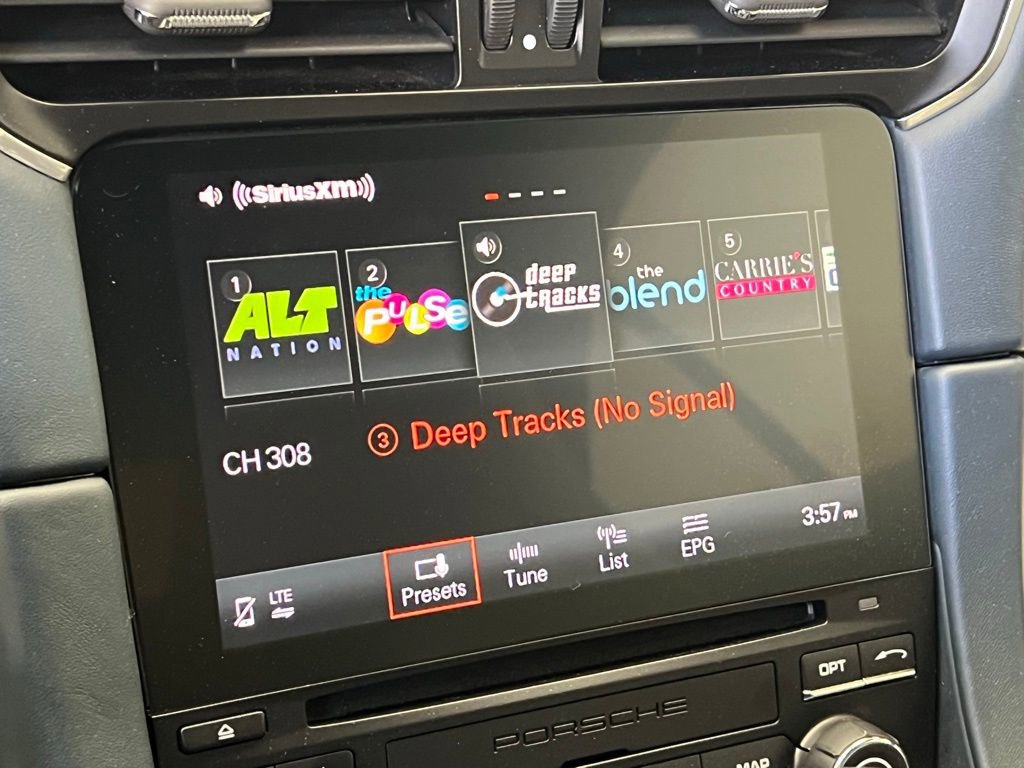 ((SiriusXM))
1
ALT
NATION
2
the
PULSE
deep
tracks
4
the
blend
5
CARRIE'S
COUNTRY
CH 308
3 Deep Tracks (No Signal)
LTE
Presets
Tune
List
EPG
3:57 PM
OPT
PORSCHE
MAP